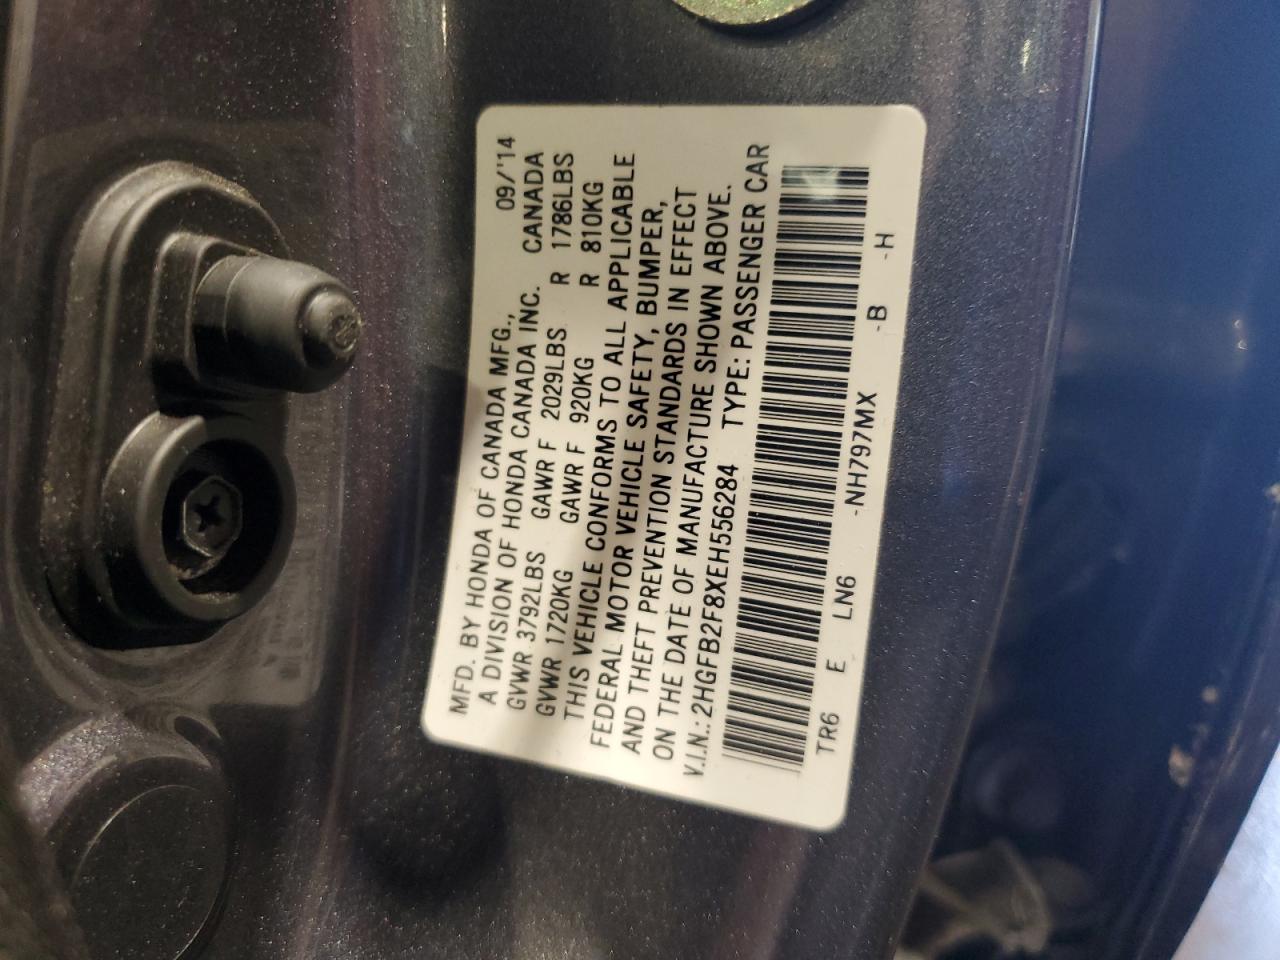 MFD. BY HONDA OF CANADA MFG., 09/'14
A DIVISION OF HONDA CANADA INC. CANADA
GVWR 3792LBS GAWR F 2029LBS R 1786LBS
GVWR 1720KG GAWR F 920KG R 810KG
THIS VEHICLE CONFORMS TO ALL APPLICABLE
FEDERAL MOTOR VEHICLE SAFETY, BUMPER,
AND THEFT PREVENTION STANDARDS IN EFFECT
ON THE DATE OF MANUFACTURE SHOWN ABOVE.
V.I.N.: 2HGFB2F8XEH556284 TYPE: PASSENGER CAR
TR6 E LN6 -NH797MX -B -H